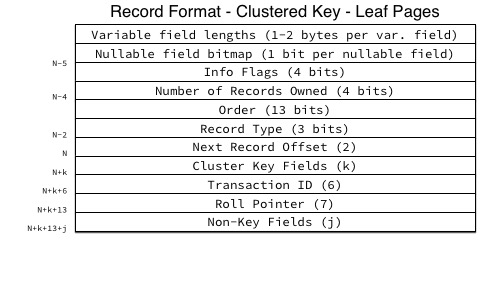 Record Format - Clustered Key - Leaf Pages
Variable field lengths (1-2 bytes per var. field)
Nullable field bitmap (1 bit per nullable field)
N-5
Info Flags (4 bits)
Number of Records Owned (4 bits)
N-4
Order (13 bits)
Record Type (3 bits)
N-2
Next Record Offset (2)
N
Cluster Key Fields (k)
N+k
Transaction ID (6)
N+k+6
Roll Pointer (7)
N+k+13
Non-Key Fields (j)
N+k+13+j